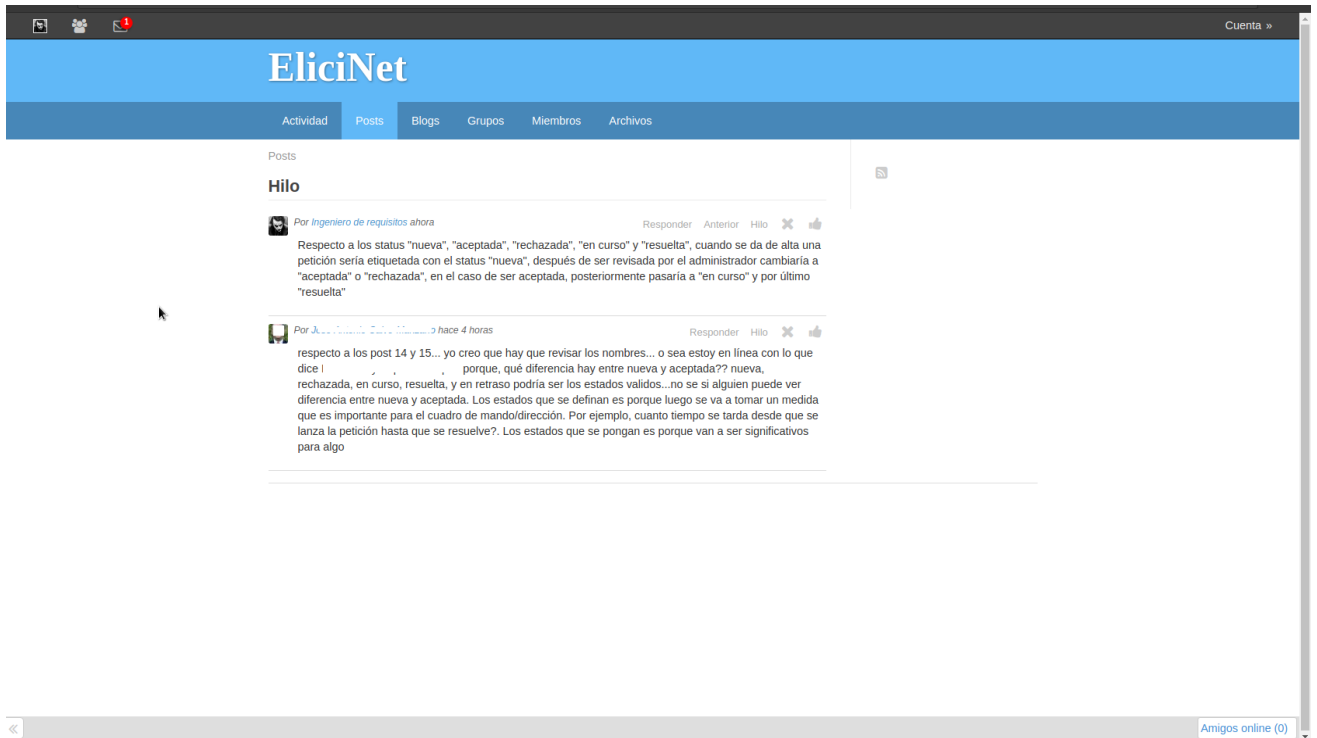 1
Cuenta »
EliciNet
Actividad Posts Blogs Grupos Miembros Archivos
Posts
Hilo
Por Ingeniero de requisitos ahora
Responder Anterior Hilo
Respecto a los status "nueva", "aceptada", "rechazada", "en curso" y "resuelta", cuando se da de alta una
petición sería etiquetada con el status "nueva", después de ser revisada por el administrador cambiaría a
"aceptada" o "rechazada", en el caso de ser aceptada, posteriormente pasaría a "en curso" y por último
"resuelta"
Por hace 4 horas
Responder Hilo
respecto a los post 14 y 15... yo creo que hay que revisar los nombres... o sea estoy en línea con lo que
dice porque, qué diferencia hay entre nueva y aceptada?? nueva,
rechazada, en curso, resuelta, y en retraso podría ser los estados validos...no se si alguien puede ver
diferencia entre nueva y aceptada. Los estados que se definan es porque luego se va a tomar un medida
que es importante para el cuadro de mando/dirección. Por ejemplo, cuanto tiempo se tarda desde que se
lanza la petición hasta que se resuelve?. Los estados que se pongan es porque van a ser significativos
para algo
Amigos online (0)